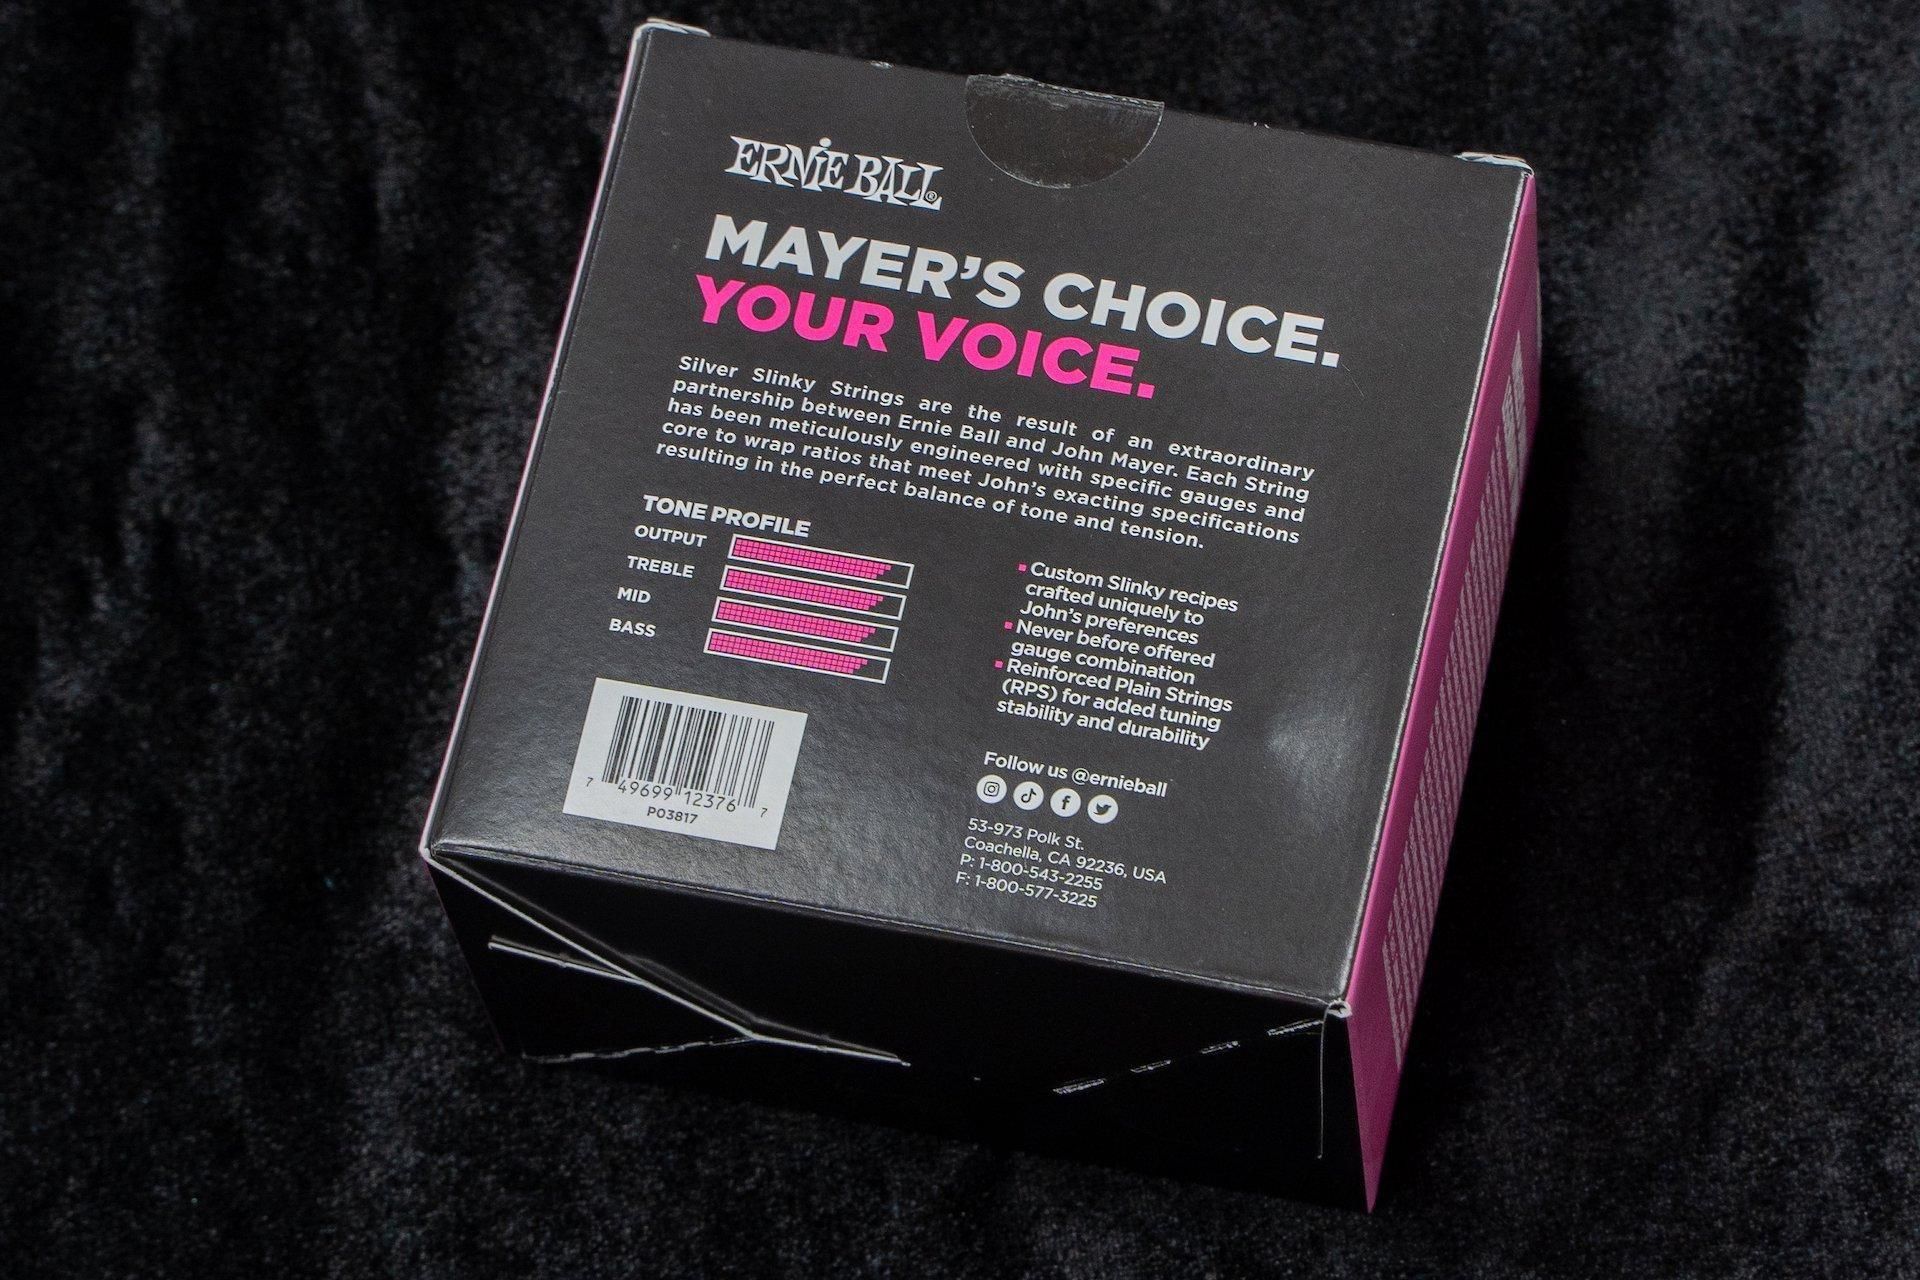 ERNIE BALL®
MAYER'S CHOICE.
YOUR VOICE.
Silver Slinky Strings are the result of an extraordinary
partnership between Ernie Ball and John Mayer. Each String
has been meticulously engineered with specific gauges and
core to wrap ratios that meet John's exacting specifications
resulting in the perfect balance of tone and tension.
TONE PROFILE
OUTPUT
TREBLE
MID
BASS
▪ Custom Slinky recipes
crafted uniquely to
John's preferences
▪ Never before offered
gauge combination
▪ Reinforced Plain Strings
(RPS) for added tuning
stability and durability
7 49699 12376 7
P03817
Follow us @ernieball
53-973 Polk St.
Coachella, CA 92236, USA
P: 1-800-543-2255
F: 1-800-577-3225